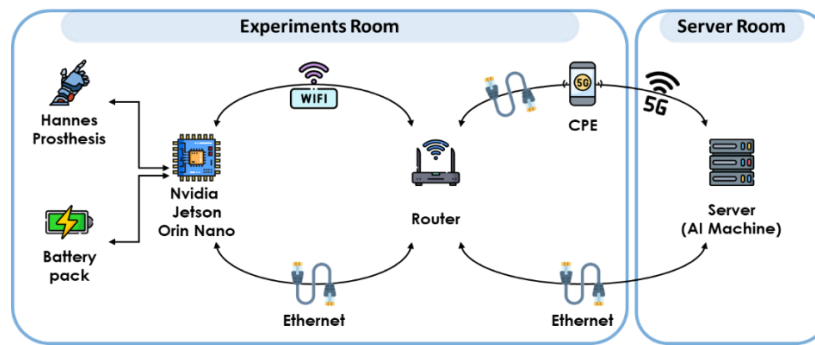 Experiments Room
Server Room
Hannes
Prosthesis
WIFI
5G
CPE
5G
Nvidia
Jetson
Orin Nano
Router
Server
(AI Machine)
Battery
pack
Ethernet
Ethernet